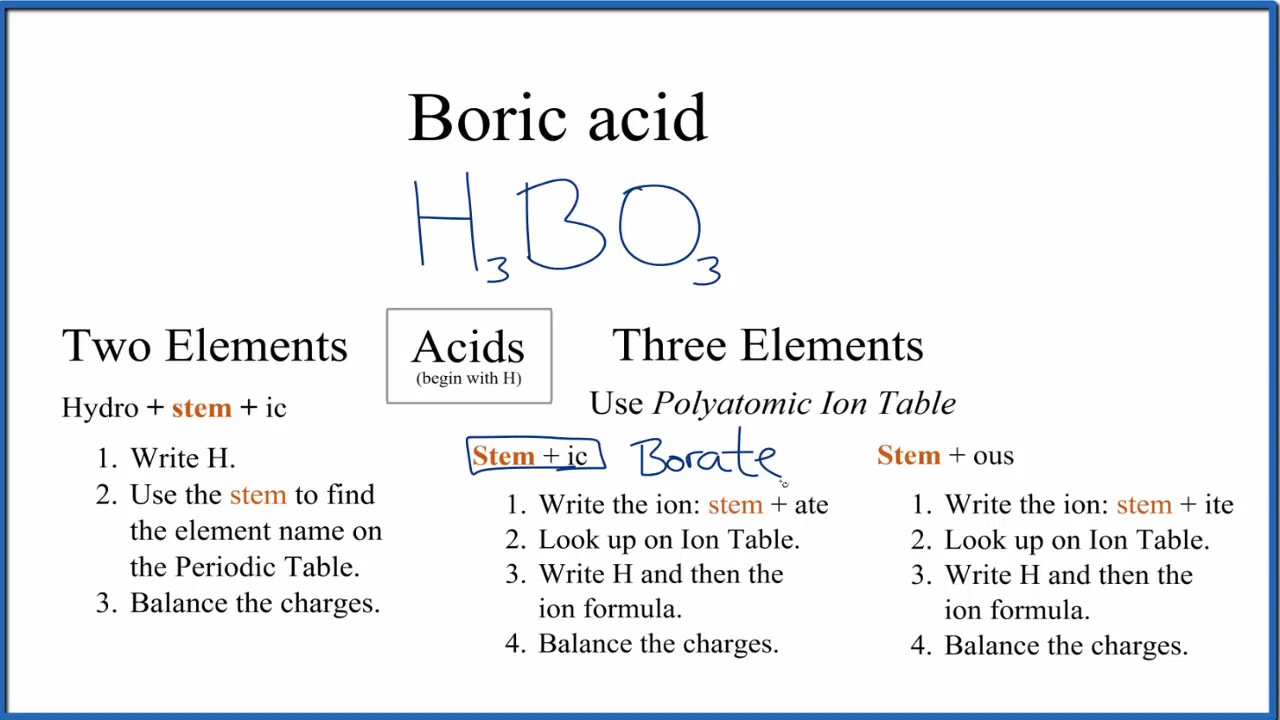 Boric acid
H₃BO₃
Two Elements
Hydro + stem + ic
1. Write H.
2. Use the stem to find
the element name on
the Periodic Table.
3. Balance the charges.
Acids
(begin with H)
Three Elements
Use Polyatomic Ion Table
Stem + ic Borate
1. Write the ion: stem + ate
2. Look up on Ion Table.
3. Write H and then the
ion formula.
4. Balance the charges.
Stem + ous
1. Write the ion: stem + ite
2. Look up on Ion Table.
3. Write H and then the
ion formula.
4. Balance the charges.